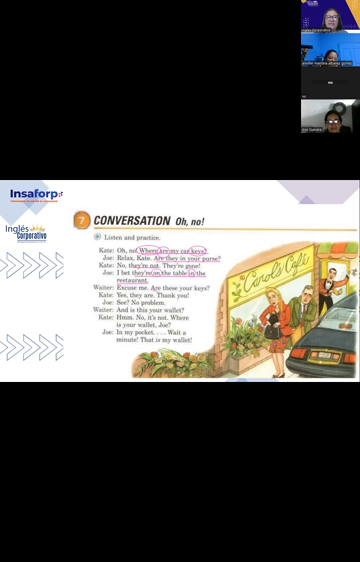 Insaforp
Inglés
Corporativo
7 CONVERSATION Oh, no!
Listen and practice.
Kate: Oh, no! Where are my car keys?
Joe: Relax, Kate. Are they in your purse?
Kate: No, they're not. They're gone!
Joe: I bet they're on the table in the
restaurant.
Waiter: Excuse me. Are these your keys?
Kate: Yes, they are. Thank you!
Joe: See? No problem.
Waiter: And is this your wallet?
Kate: Hmm. No, it's not. Where
is your wallet, Joe?
Joe: In my pocket. . . . Wait a
minute! That is my wallet!
Carol's Café